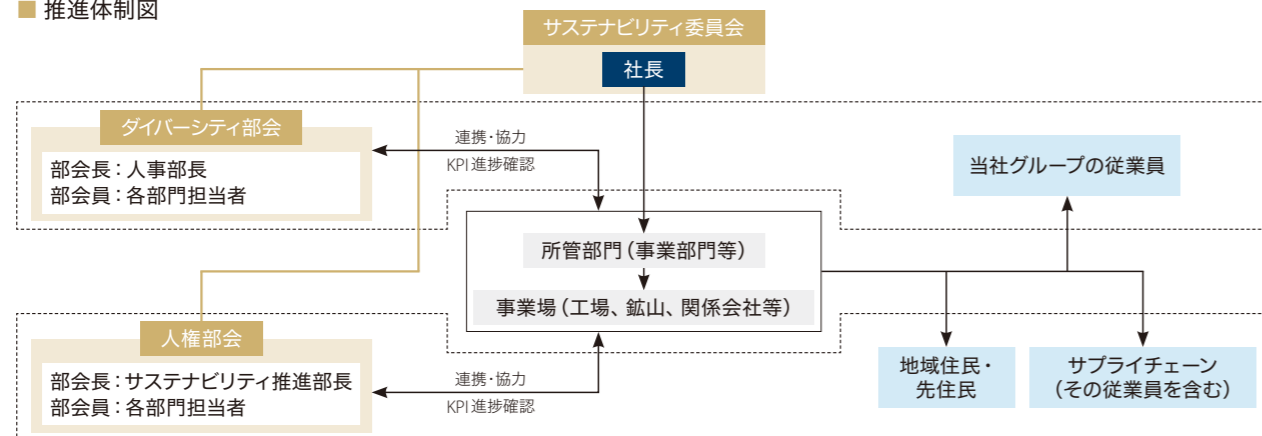 ■ 推進体制図
サステナビリティ委員会
社長
ダイバーシティ部会
部会長：人事部長
部会員：各部門担当者
連携・協力
KPI進捗確認
当社グループの従業員
所管部門（事業部門等）
事業場（工場、鉱山、関係会社等）
人権部会
部会長：サステナビリティ推進部長
部会員：各部門担当者
連携・協力
KPI進捗確認
地域住民・
先住民
サプライチェーン
（その従業員を含む）